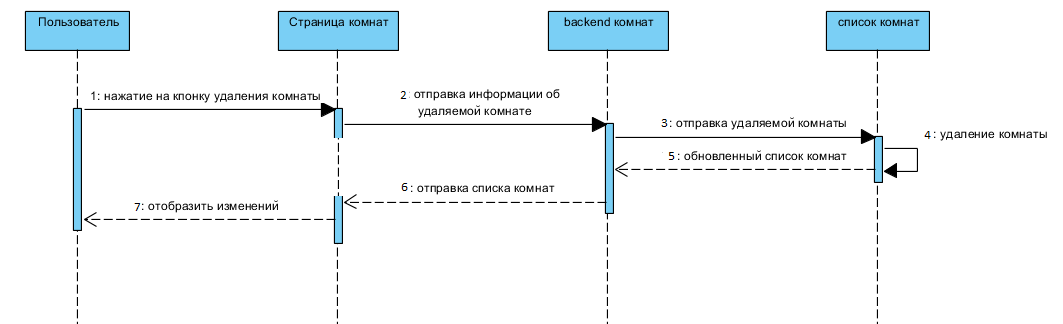 Пользователь
Страница комнат
backend комнат
список комнат
1: нажатие на кпонку удаления комнаты
2: отправка информации об
удаляемой комнате
3: отправка удаляемой комнаты
4: удаление комнаты
5: обновленный список комнат
6: отправка списка комнат
7: отобразить изменений